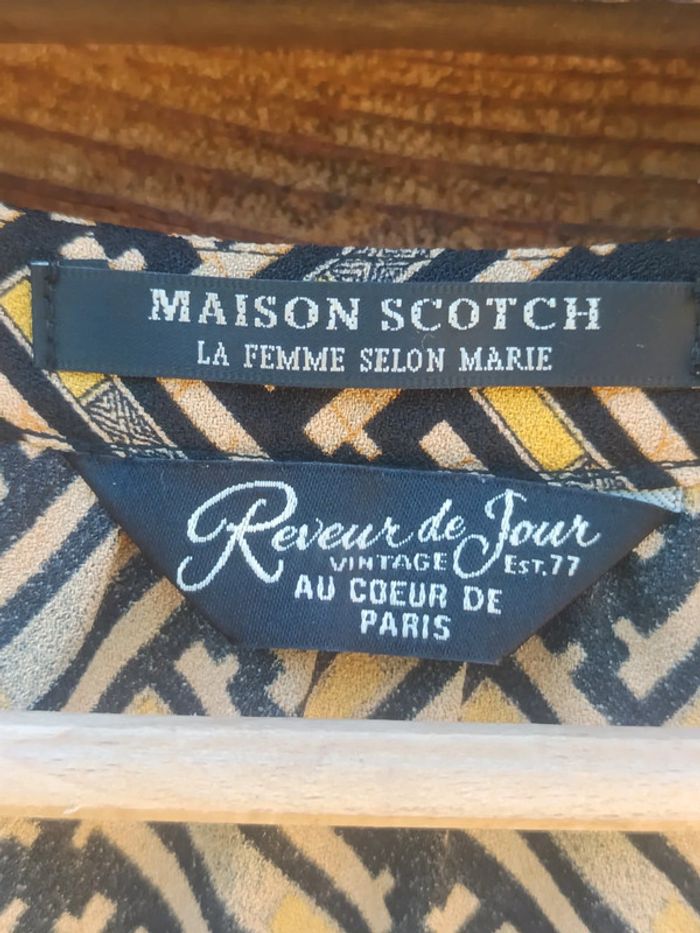 MAISON SCOTCH
LA FEMME SELON MARIE
Reveur de Jour
VINTAGE EST.77
AU COEUR DE
PARIS